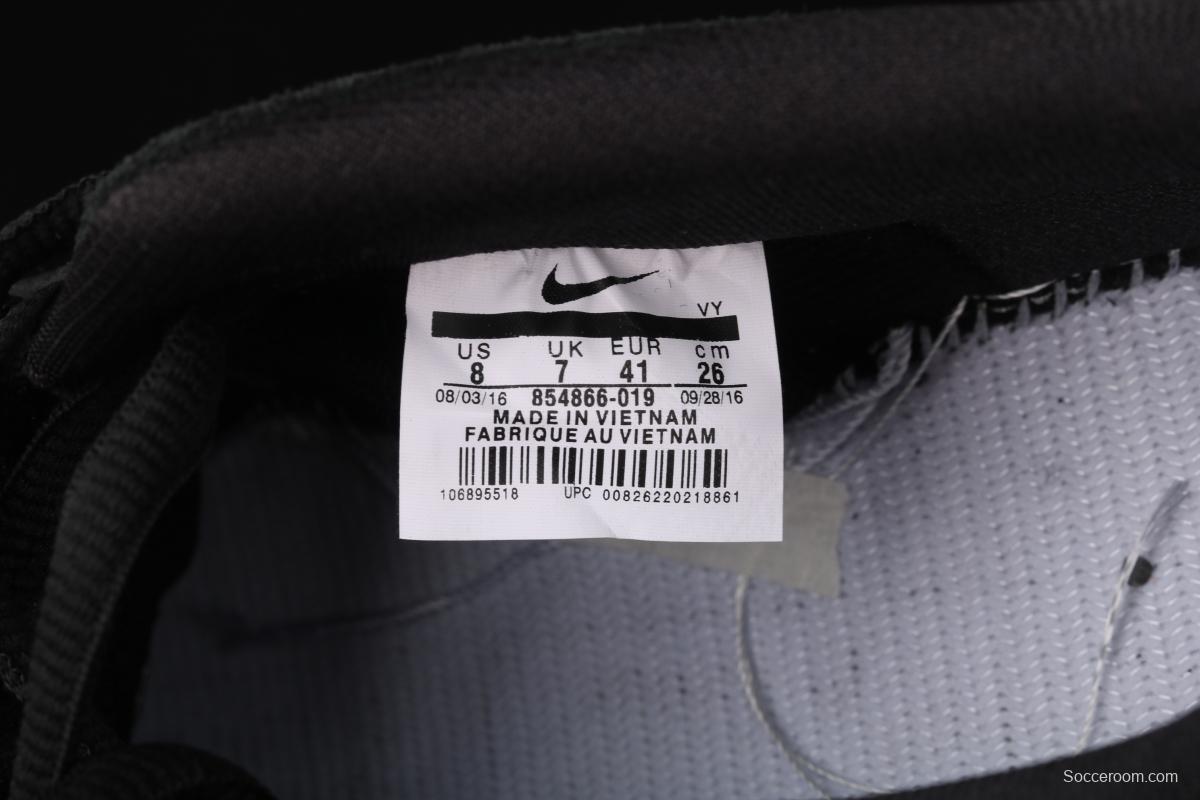 VY
US UK EUR cm
8 7 41 26
08/03/16 854866-019 09/28/16
MADE IN VIETNAM
FABRIQUE AU VIETNAM
106895518 UPC 00826220218861
Socceroom.com